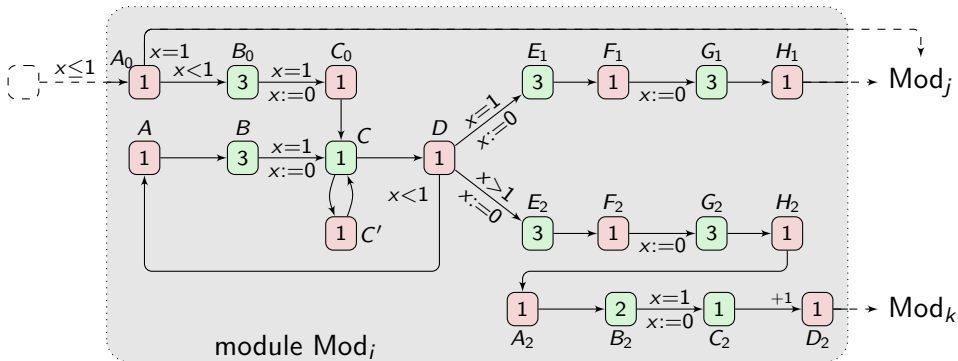 x≤1
A₀
x=1
x<1
B₀
x=1
x:=0
C₀
E₁
F₁
x:=0
G₁
H₁
Mod_j
1
3
1
3
1
3
1
A
B
x=1
x:=0
C
D
x=1
x:=0
1
3
1
1
x<1
x>1
x:=0
E₂
F₂
x:=0
G₂
H₂
1
C′
3
1
3
1
1
2
x=1
x:=0
1
+1
1
Mod_k
A₂
B₂
C₂
D₂
module Mod_i